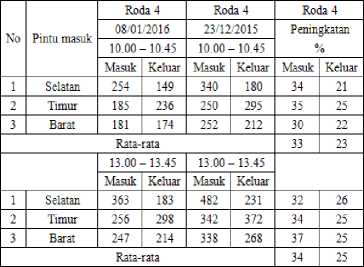 No Pintu masuk Roda 4 Roda 4 Roda 4
08/01/2016 23/12/2015 Peningkatan %
10.00 – 10.45 10.00 – 10.45
Masuk Keluar Masuk Keluar Masuk Keluar
1 Selatan 254 149 340 180 34 21
2 Timur 185 236 250 295 35 25
3 Barat 181 174 252 212 30 22
Rata-rata 33 23
13.00 – 13.45 13.00 – 13.45
Masuk Keluar Masuk Keluar
1 Selatan 363 183 482 231 32 26
2 Timur 256 298 342 372 34 25
3 Barat 247 214 338 268 37 25
Rata-rata 34 25